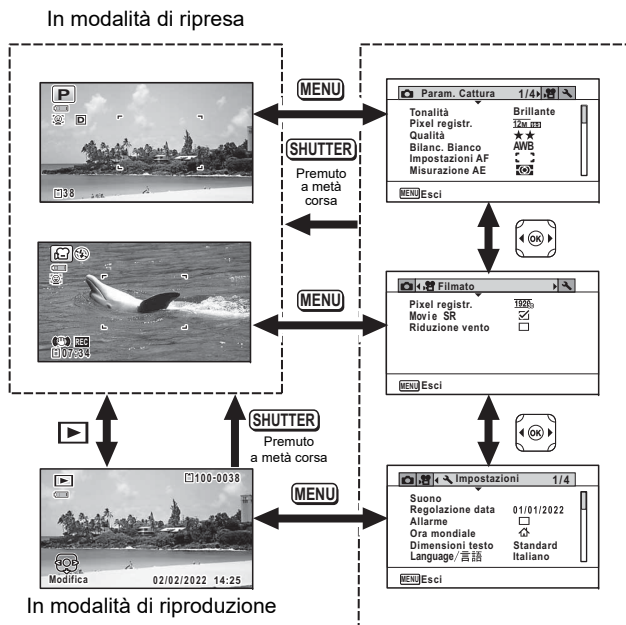 In modalità di ripresa
P
D
38
MENU
SHUTTER
Premuto
a metà
corsa
Param. Cattura 1/4
Tonalità Brillante
Pixel registr. 12M
Qualità ★★
Bilanc. Bianco AWB
Impostazioni AF
Misurazione AE
MENU Esci
OK
REC
07:34
MENU
Filmato
Pixel registr.
Movie SR
Riduzione vento
MENU Esci
OK
SHUTTER
Premuto
a metà corsa
100-0038
Modifica 02/02/2022 14:25
MENU
Impostazioni 1/4
Suono
Regolazione data 01/01/2022
Allarme
Ora mondiale
Dimensioni testo Standard
Language/言語 Italiano
MENU Esci
In modalità di riproduzione